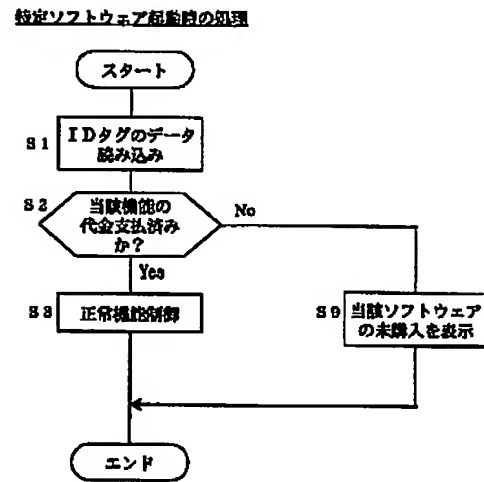 特定ソフトウェア起動時の処理
スタート
S1
IDタグのデータ
読み込み
S2
当該機能の
代金支払済み
か？
No
Yes
S3
正常機能制御
S9
当該ソフトウェア
の未購入を表示
エンド